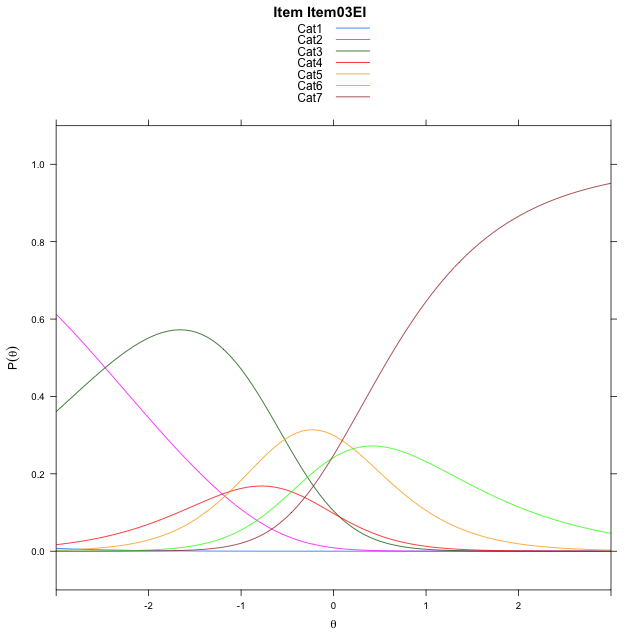 Item Item03EI
Cat1
Cat2
Cat3
Cat4
Cat5
Cat6
Cat7
1.0
0.8
0.6
0.4
0.2
0.0
P(θ)
-2 -1 0 1 2
θ